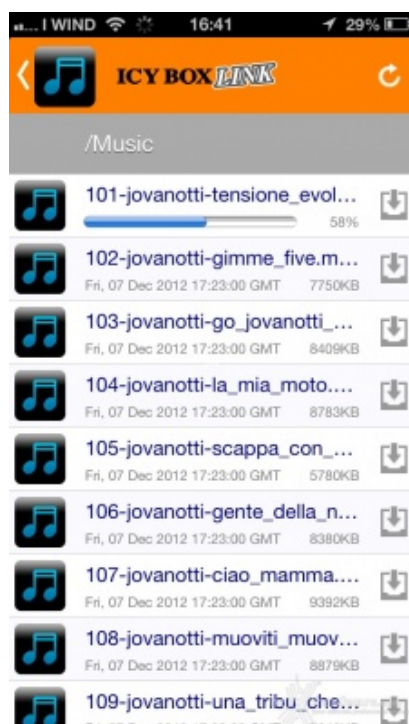 I WIND 16:41 29%
ICY BOX LINK
/Music
101-jovanotti-tensione_evol...
58%
102-jovanotti-gimme_five.m...
Fri, 07 Dec 2012 17:23:00 GMT 7750KB
103-jovanotti-go_jovanotti_...
Fri, 07 Dec 2012 17:23:00 GMT 8409KB
104-jovanotti-la_mia_moto....
Fri, 07 Dec 2012 17:23:00 GMT 8783KB
105-jovanotti-scappa_con_...
Fri, 07 Dec 2012 17:23:00 GMT 5780KB
106-jovanotti-gente_della_n...
Fri, 07 Dec 2012 17:23:00 GMT 8380KB
107-jovanotti-ciao_mamma....
Fri, 07 Dec 2012 17:23:00 GMT 9392KB
108-jovanotti-muoviti_muov...
Fri, 07 Dec 2012 17:23:00 GMT 8879KB
109-jovanotti-una_tribu_che...